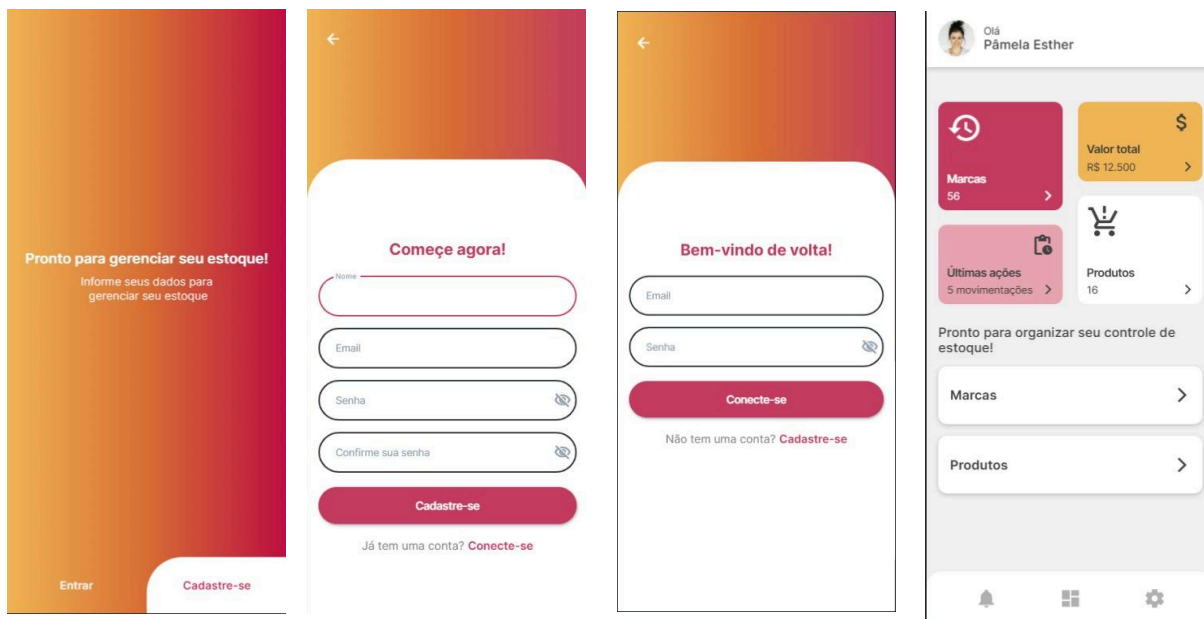 Pronto para gerenciar seu estoque!
Informe seus dados para
gerenciar seu estoque
Entrar
Cadastre-se
Começe agora!
Nome
Email
Senha
Confirme sua senha
Cadastre-se
Já tem uma conta? Conecte-se
Bem-vindo de volta!
Email
Senha
Conecte-se
Não tem uma conta? Cadastre-se
Olá
Pâmela Esther
Marcas
56
$
Valor total
R$ 12.500
Últimas ações
5 movimentações
Produtos
16
Pronto para organizar seu controle de
estoque!
Marcas
Produtos